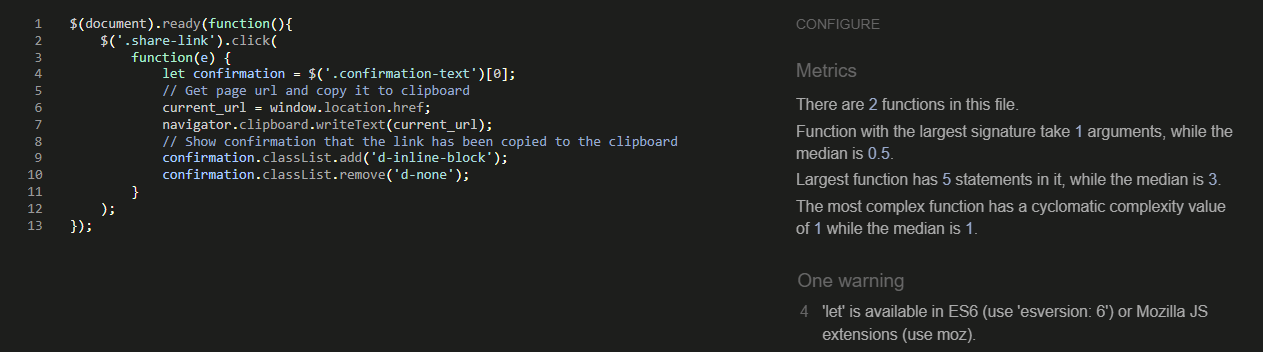 1 $(document).ready(function(){
2     $('.share-link').click(
3         function(e) {
4             let confirmation = $('.confirmation-text')[0];
5             // Get page url and copy it to clipboard
6             current_url = window.location.href;
7             navigator.clipboard.writeText(current_url);
8             // Show confirmation that the link has been copied to the clipboard
9             confirmation.classList.add('d-inline-block');
10             confirmation.classList.remove('d-none');
11         }
12     );
13 });
CONFIGURE
Metrics
There are 2 functions in this file.
Function with the largest signature take 1 arguments, while the
median is 0.5.
Largest function has 5 statements in it, while the median is 3.
The most complex function has a cyclomatic complexity value
of 1 while the median is 1.
One warning
4 'let' is available in ES6 (use 'esversion: 6') or Mozilla JS
extensions (use moz).